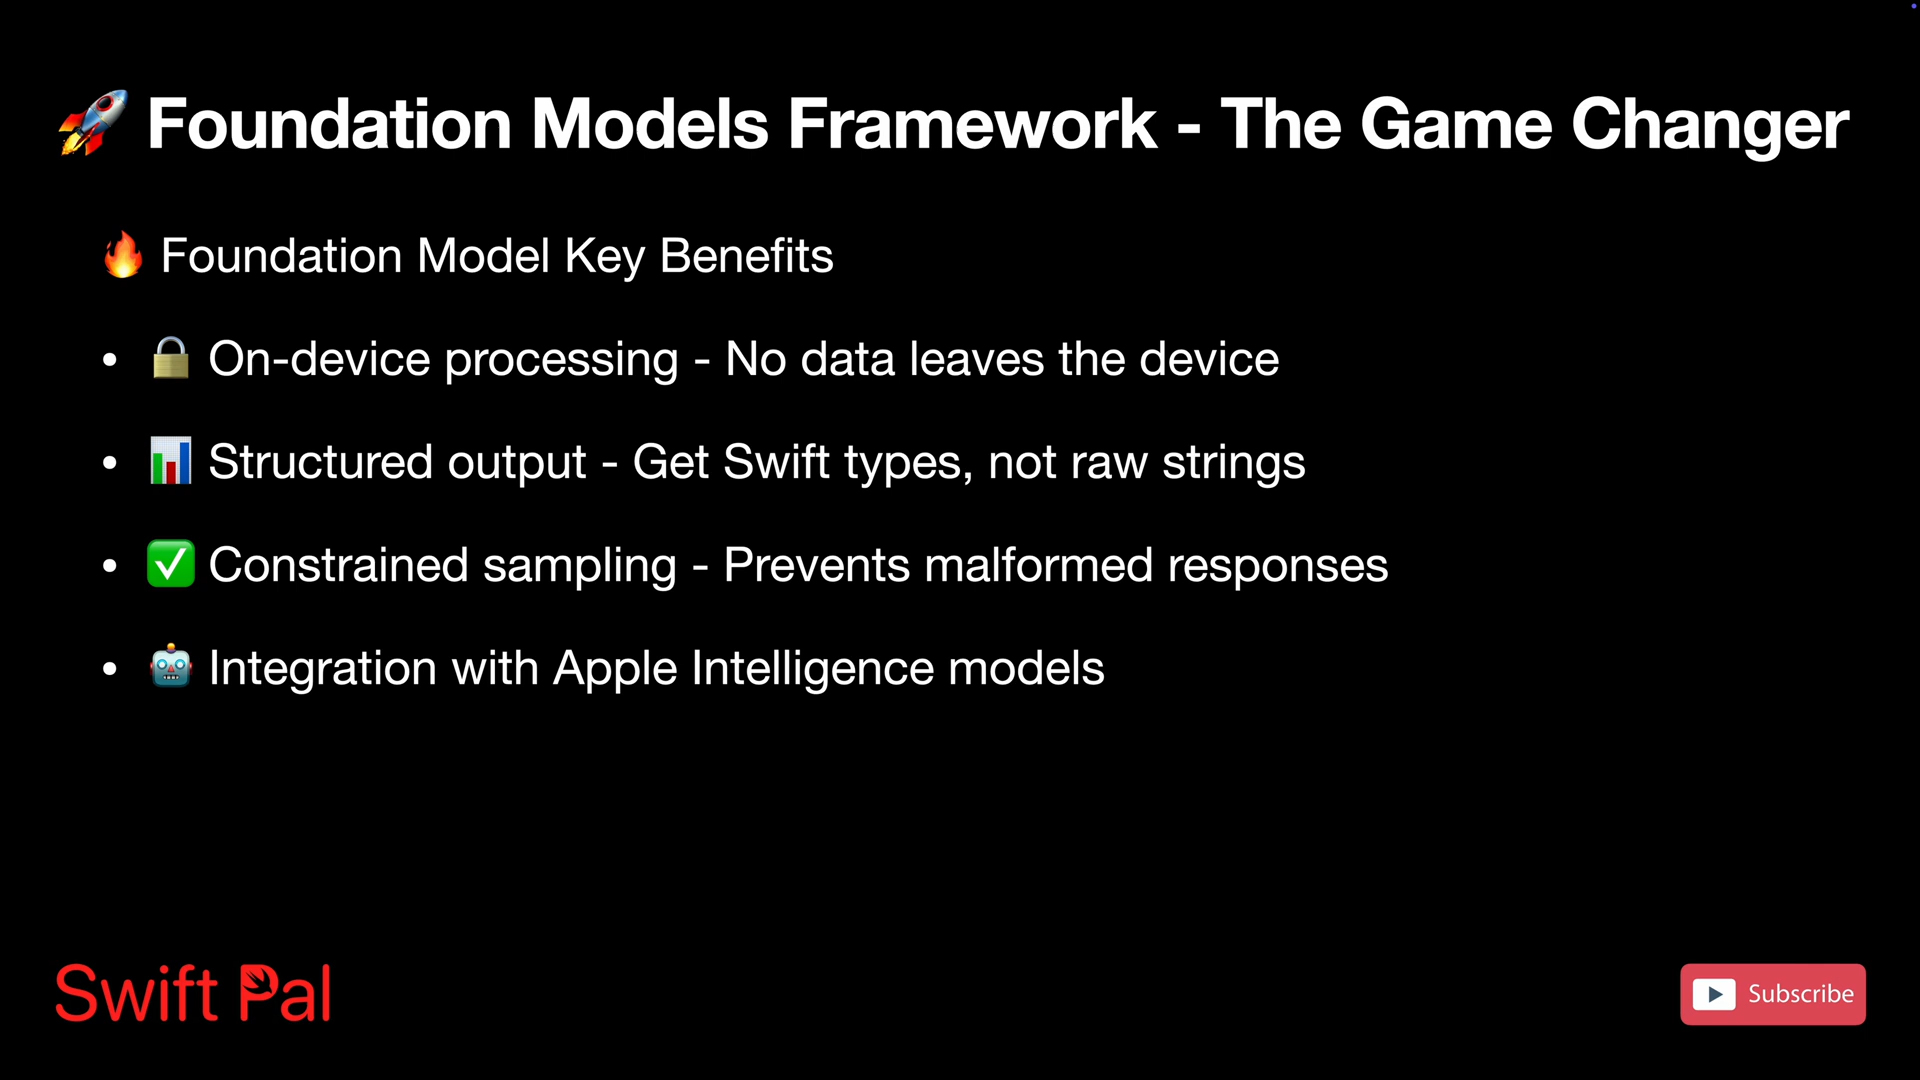 🚀 Foundation Models Framework - The Game Changer
🔥 Foundation Model Key Benefits
• 🔒 On-device processing - No data leaves the device
• 📊 Structured output - Get Swift types, not raw strings
• ✅ Constrained sampling - Prevents malformed responses
• 🤖 Integration with Apple Intelligence models
Swift Pal
Subscribe